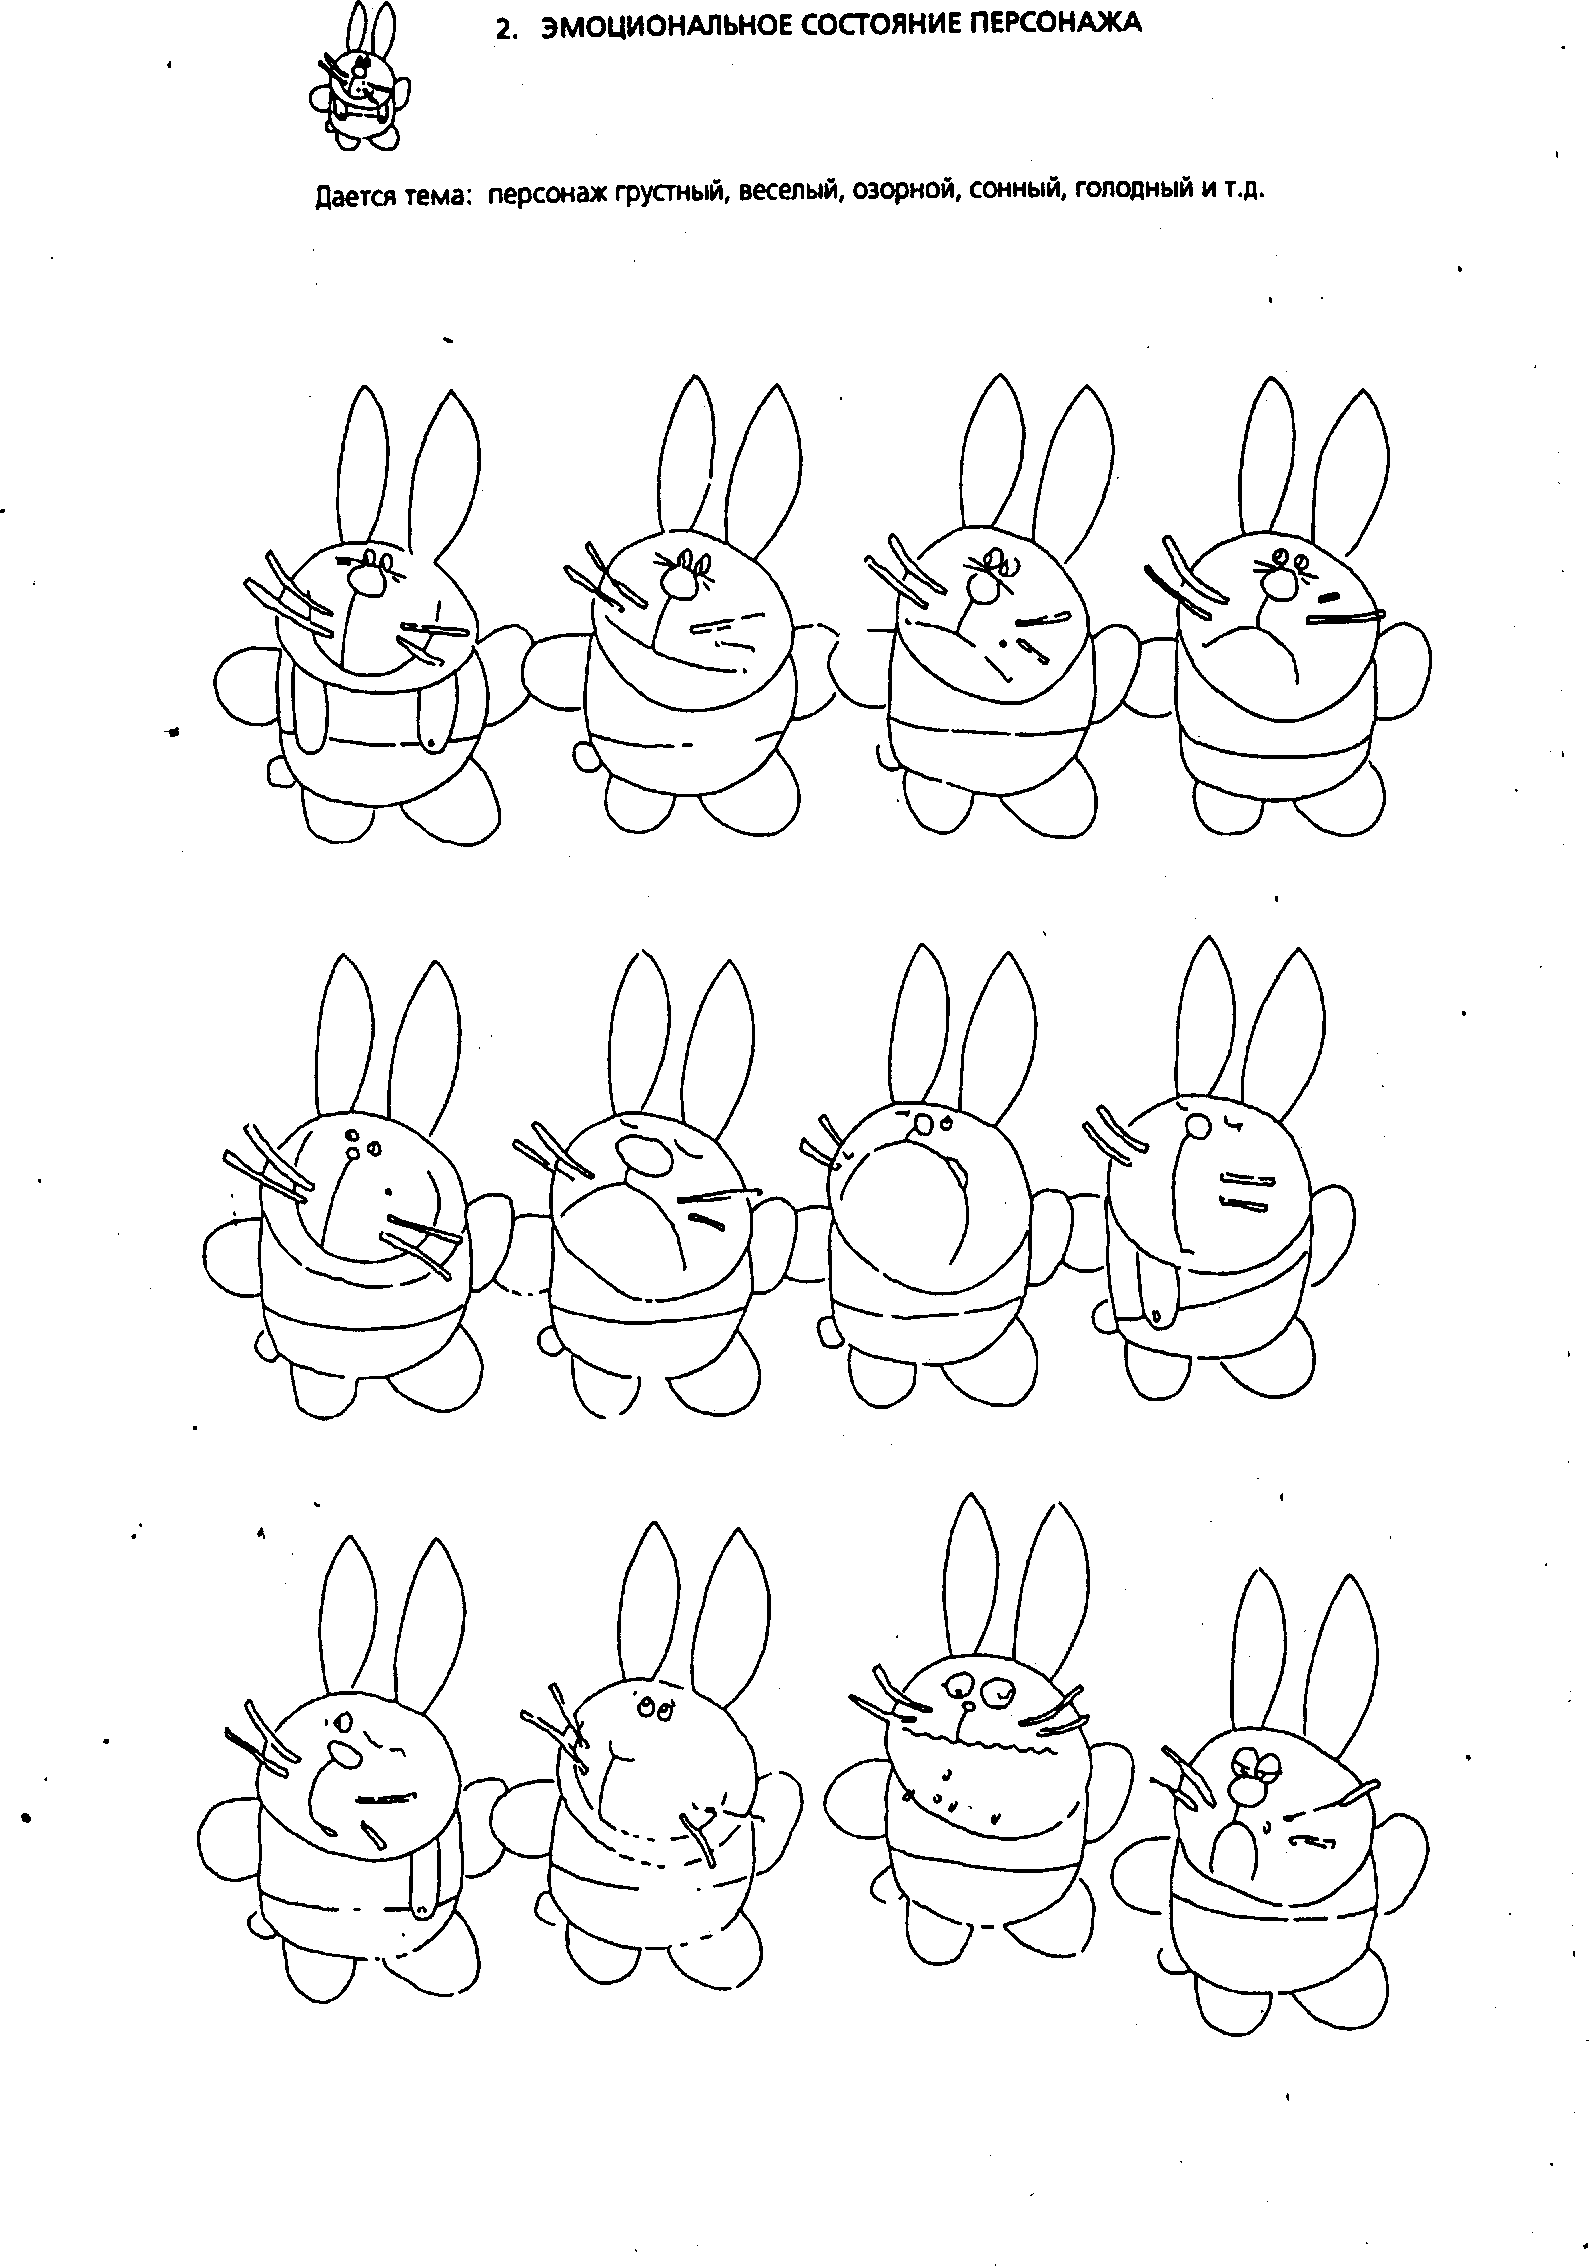 2. ЭМОЦИОНАЛЬНОЕ СОСТОЯНИЕ ПЕРСОНАЖА
Дается тема: персонаж грустный, веселый, озорной, сонный, голодный и т.д.